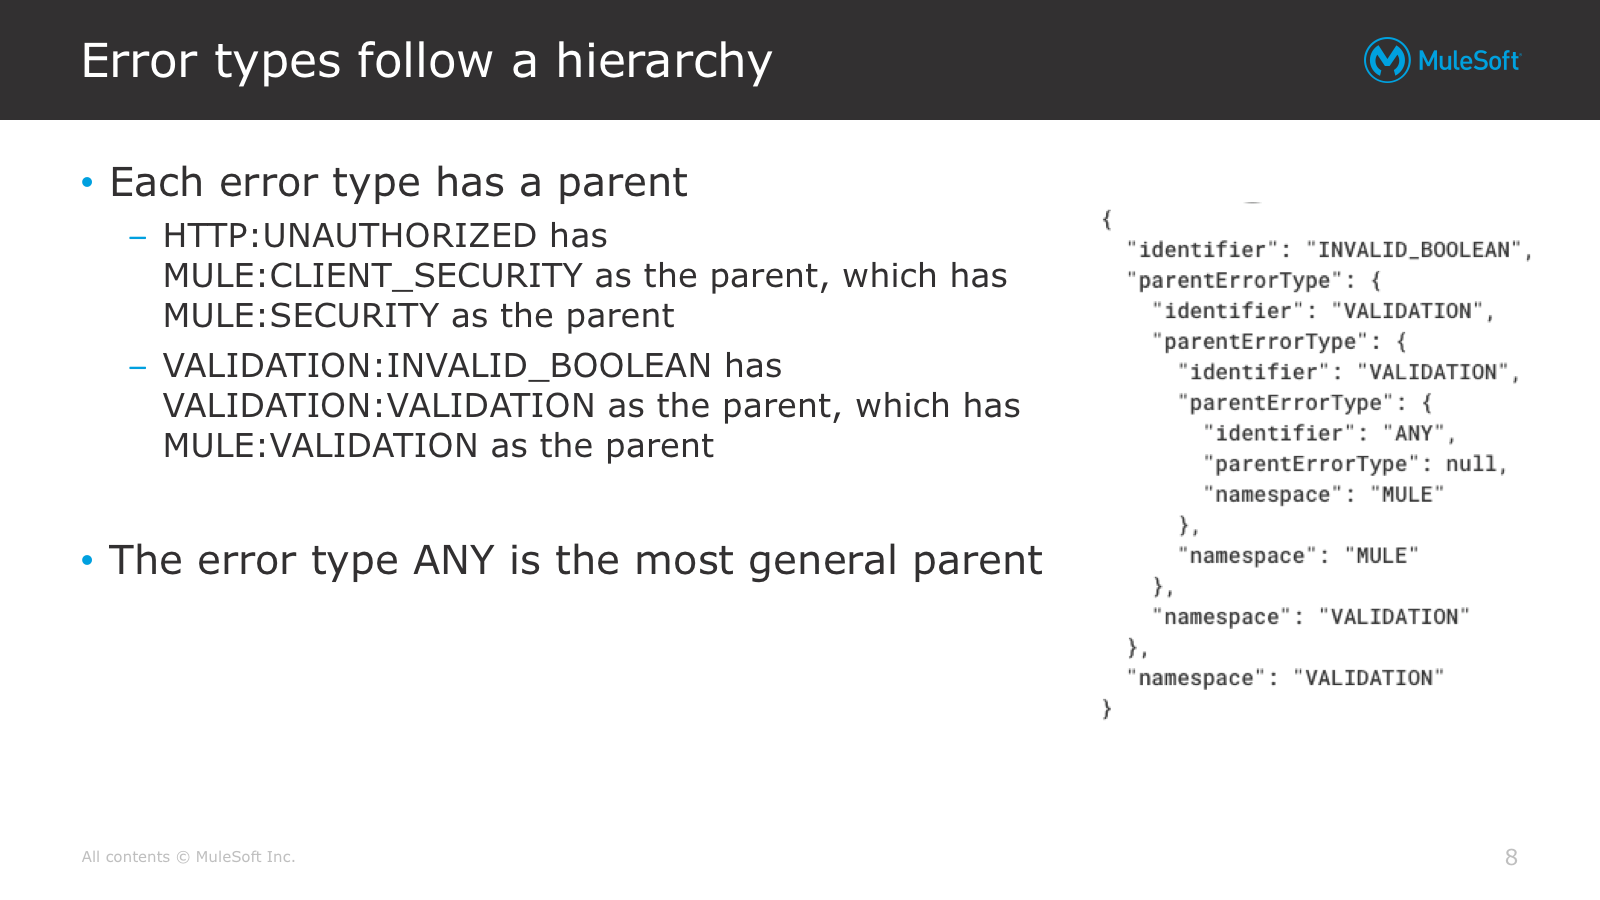 Error types follow a hierarchy
MuleSoft
• Each error type has a parent
– HTTP:UNAUTHORIZED has
MULE:CLIENT_SECURITY as the parent, which has
MULE:SECURITY as the parent
– VALIDATION:INVALID_BOOLEAN has
VALIDATION:VALIDATION as the parent, which has
MULE:VALIDATION as the parent
• The error type ANY is the most general parent
{
  "identifier": "INVALID_BOOLEAN",
  "parentErrorType": {
    "identifier": "VALIDATION",
    "parentErrorType": {
      "identifier": "VALIDATION",
      "parentErrorType": {
        "identifier": "ANY",
        "parentErrorType": null,
        "namespace": "MULE"
      },
      "namespace": "MULE"
    },
    "namespace": "VALIDATION"
  },
  "namespace": "VALIDATION"
}
All contents © MuleSoft Inc.
8